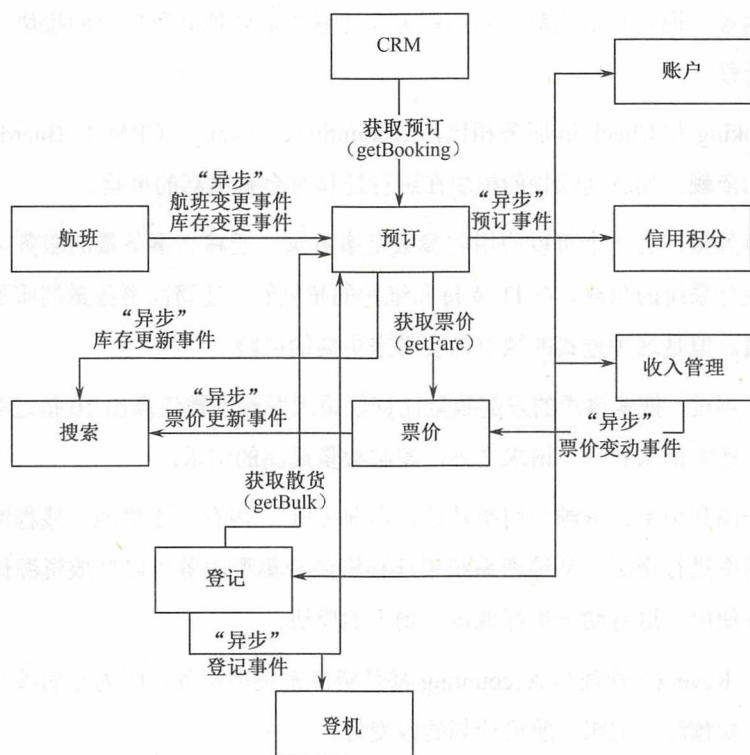 CRM
账户
获取预订
(getBooking)
“异步”
航班变更事件
库存变更事件
“异步”
预订事件
航班
预订
信用积分
“异步”
库存更新事件
获取票价
(getFare)
收入管理
“异步”
票价更新事件
搜索
票价
“异步”
票价变动事件
获取散货
(getBulk)
登记
“异步”
登记事件
登机